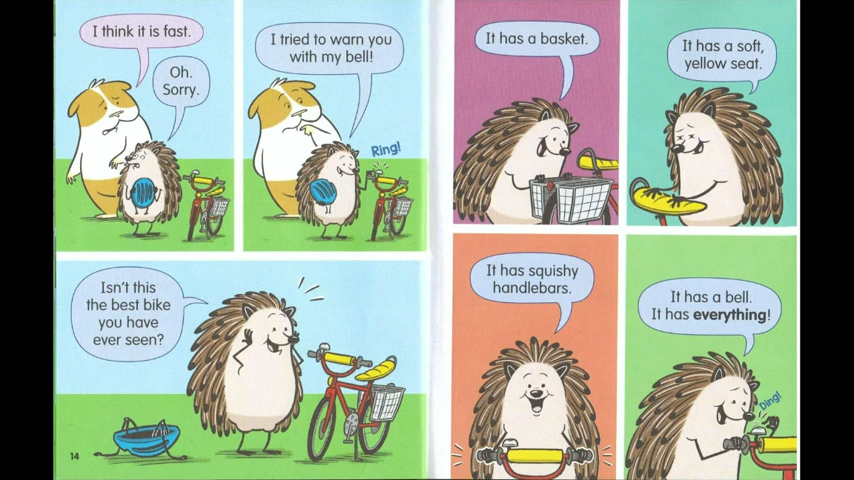 I think it is fast.
Oh.
Sorry.
I tried to warn you
with my bell!
Ring!
Isn't this
the best bike
you have
ever seen?
14
It has a basket.
It has a soft,
yellow seat.
It has squishy
handlebars.
It has a bell.
It has everything!
Ding!